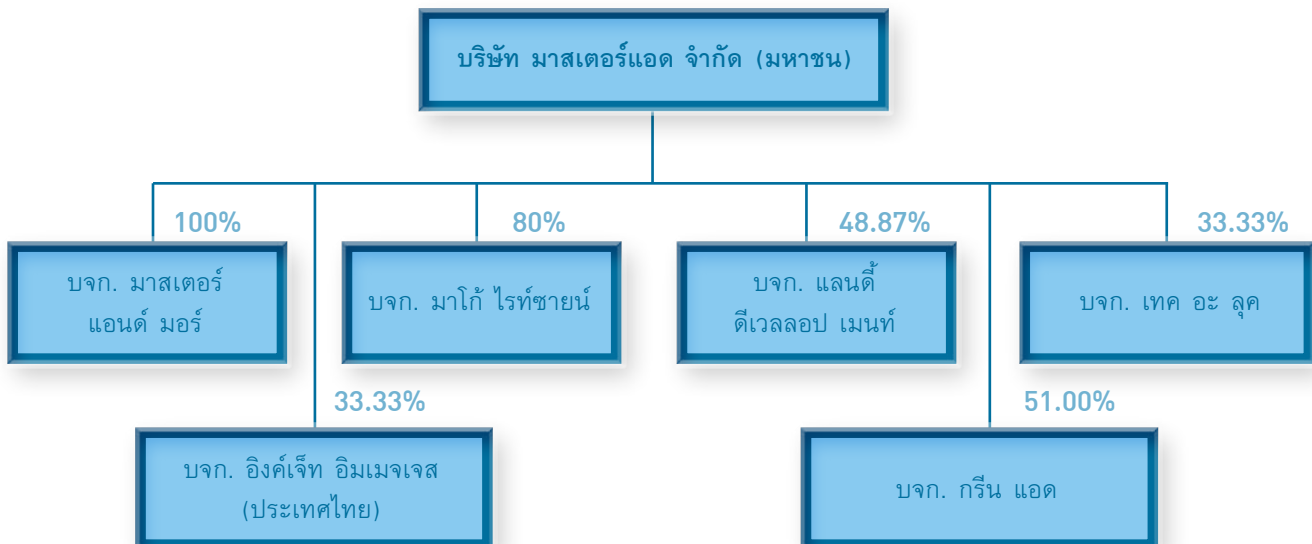 บริษัท มาสเตอร์แอด จำกัด (มหาชน)
100%
80%
48.87%
33.33%
บจก. มาสเตอร์
แอนด์ มอร์
บจก. มาโก้ ไรท์ซายน์
บจก. แลนดี้
ดีเวลลอป เมนท์
บจก. เทค อะ ลุค
33.33%
51.00%
บจก. อิงค์เจ็ท อิมเมจเจส
(ประเทศไทย)
บจก. กรีน แอด